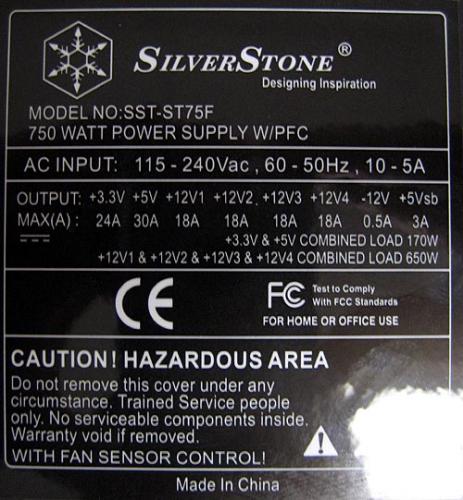 SILVERSTONE®
Designing Inspiration
MODEL NO:SST-ST75F
750 WATT POWER SUPPLY W/PFC
AC INPUT: 115 - 240Vac , 60 - 50Hz , 10 - 5A
OUTPUT: +3.3V +5V +12V1 +12V2 +12V3 +12V4 -12V +5Vsb
MAX(A) : 24A 30A 18A 18A 18A 18A 0.5A 3A
+3.3V & +5V COMBINED LOAD 170W
+12V1 & +12V2 & +12V3 & +12V4 COMBINED LOAD 650W
CE FC Test to Comply
With FCC Standards
FOR HOME OR OFFICE USE
CAUTION! HAZARDOUS AREA
Do not remove this cover under any
circumstance. Trained Service people
only. No serviceable components inside.
Warranty void if removed.
WITH FAN SENSOR CONTROL!
Made in China